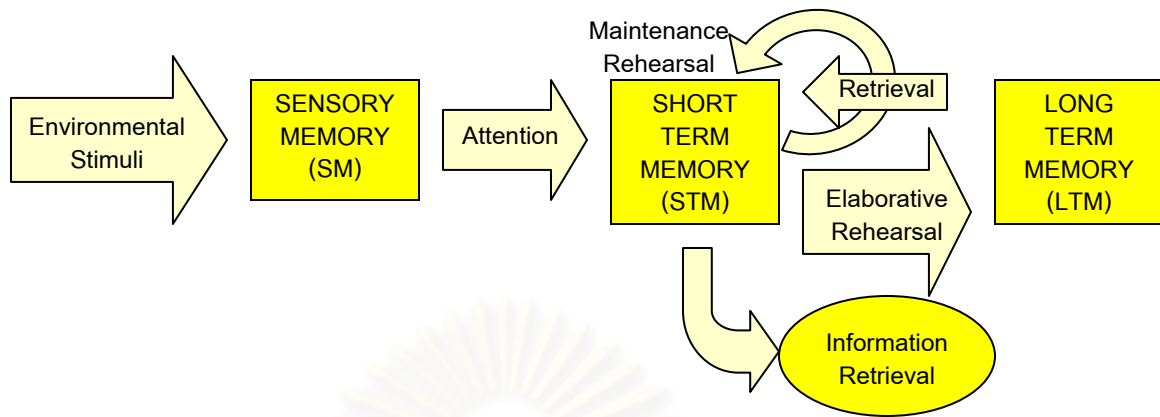 Environmental
Stimuli
SENSORY
MEMORY
(SM)
Attention
Maintenance
Rehearsal
SHORT
TERM
MEMORY
(STM)
Retrieval
Elaborative
Rehearsal
LONG
TERM
MEMORY
(LTM)
Information
Retrieval